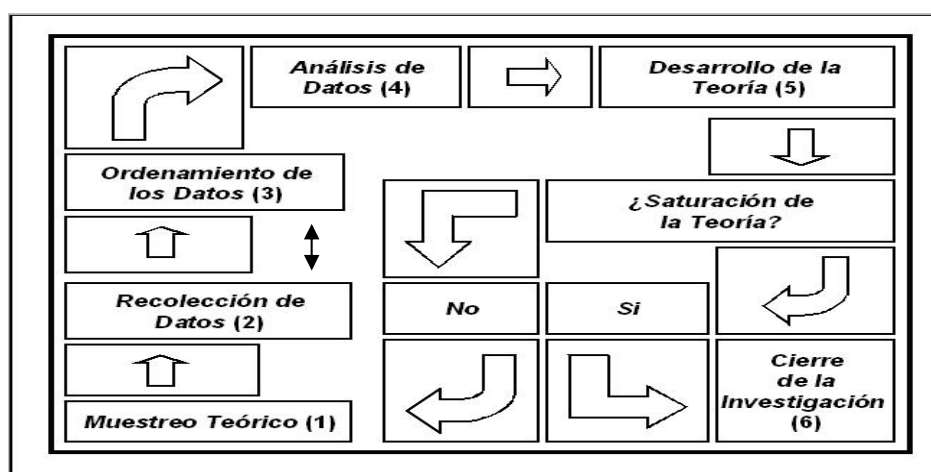 Análisis de
Datos (4)
Desarrollo de la
Teoría (5)
Ordenamiento de
los Datos (3)
¿Saturación de
la Teoría?
Recolección de
Datos (2)
No
Si
Cierre
de la
Investigación
(6)
Muestreo Teórico (1)